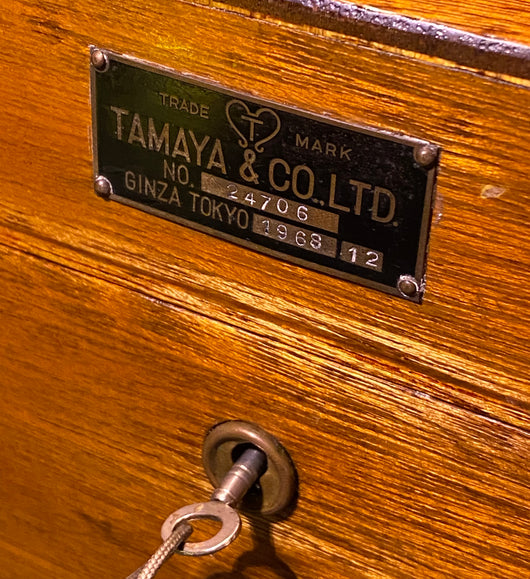 TRADE T MARK
TAMAYA & CO., LTD.
NO. 24706
GINZA TOKYO 1968.12